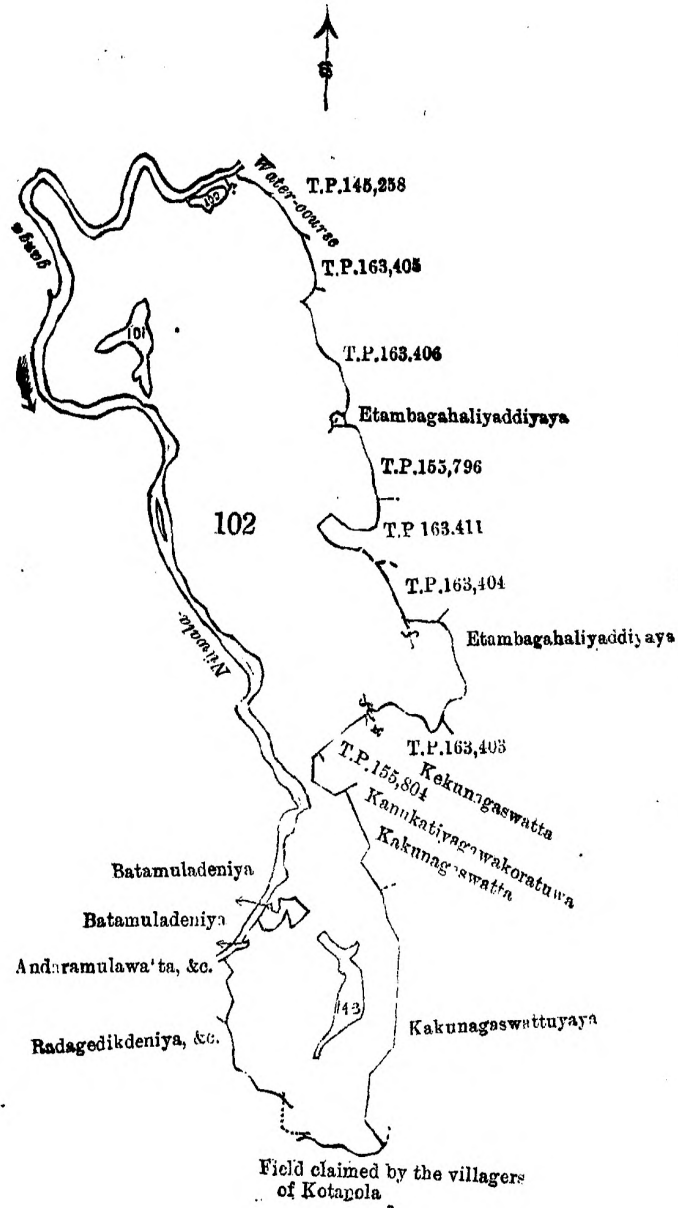 Water-course
T.P.145,258
ganga
T.P.163,405
101
T.P.163,406
Etambagahaliyaddiyaya
T.P.155,796
102
T.P 163.411
T.P.163,404
Etambagahaliyaddiyaya
Nilwala
T.P.163,403
T.P.155,804
Kekunagaswatta
Kanukatiyagawakoratuwa
Kakunagaswatta
Batamuladeniya
Batamuladeniya
Andaramulawatta, &c.
143
Kakunagaswattuyaya
Radagedikdeniya, &c.
Field claimed by the villagers
of Kotapola